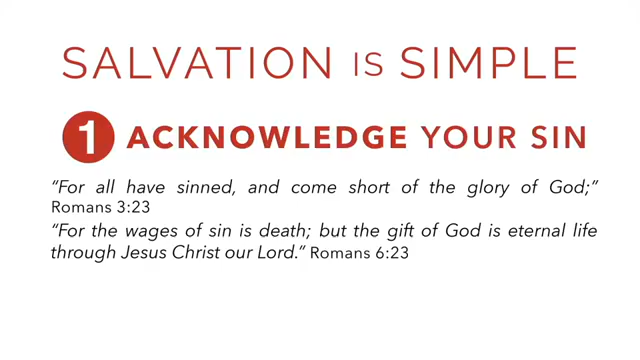 SALVATION IS SIMPLE
1 ACKNOWLEDGE YOUR SIN
“For all have sinned, and come short of the glory of God;”
Romans 3:23
“For the wages of sin is death; but the gift of God is eternal life
through Jesus Christ our Lord.” Romans 6:23